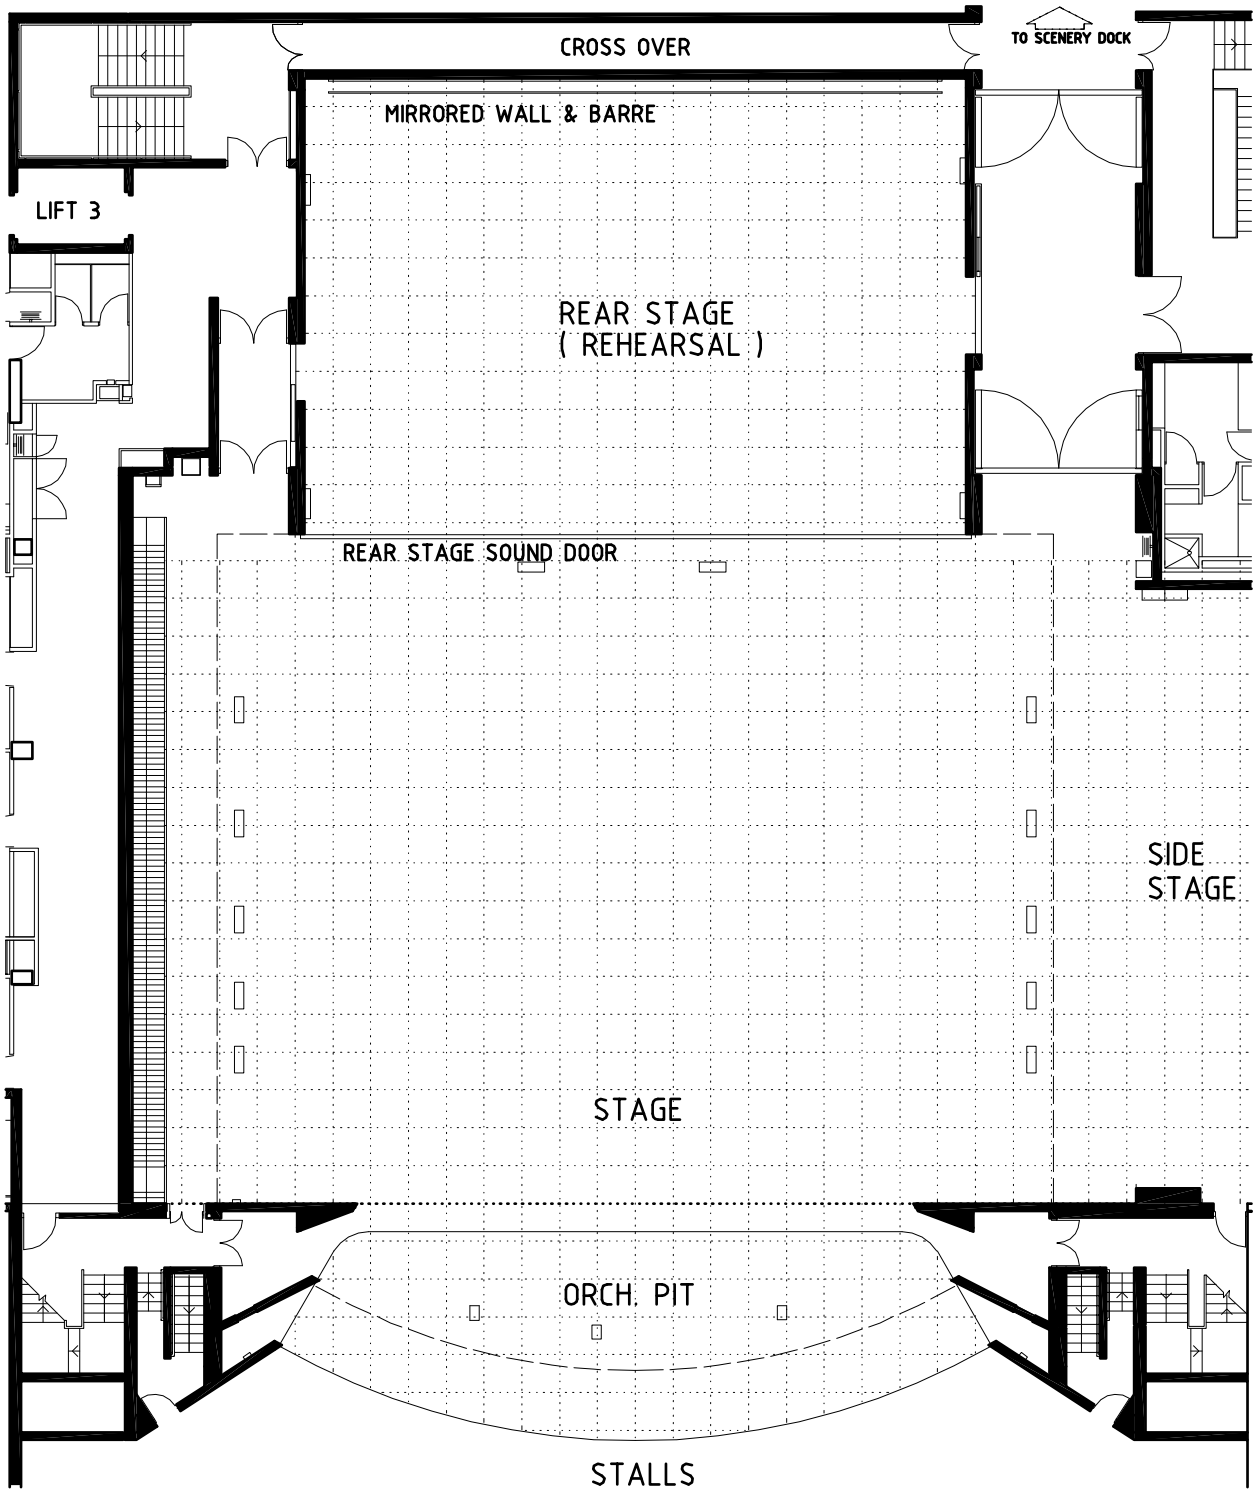 CROSS OVER
TO SCENERY DOCK
MIRRORED WALL & BARRE
LIFT 3
REAR STAGE
( REHEARSAL )
REAR STAGE SOUND DOOR
SIDE
STAGE
STAGE
ORCH. PIT
STALLS